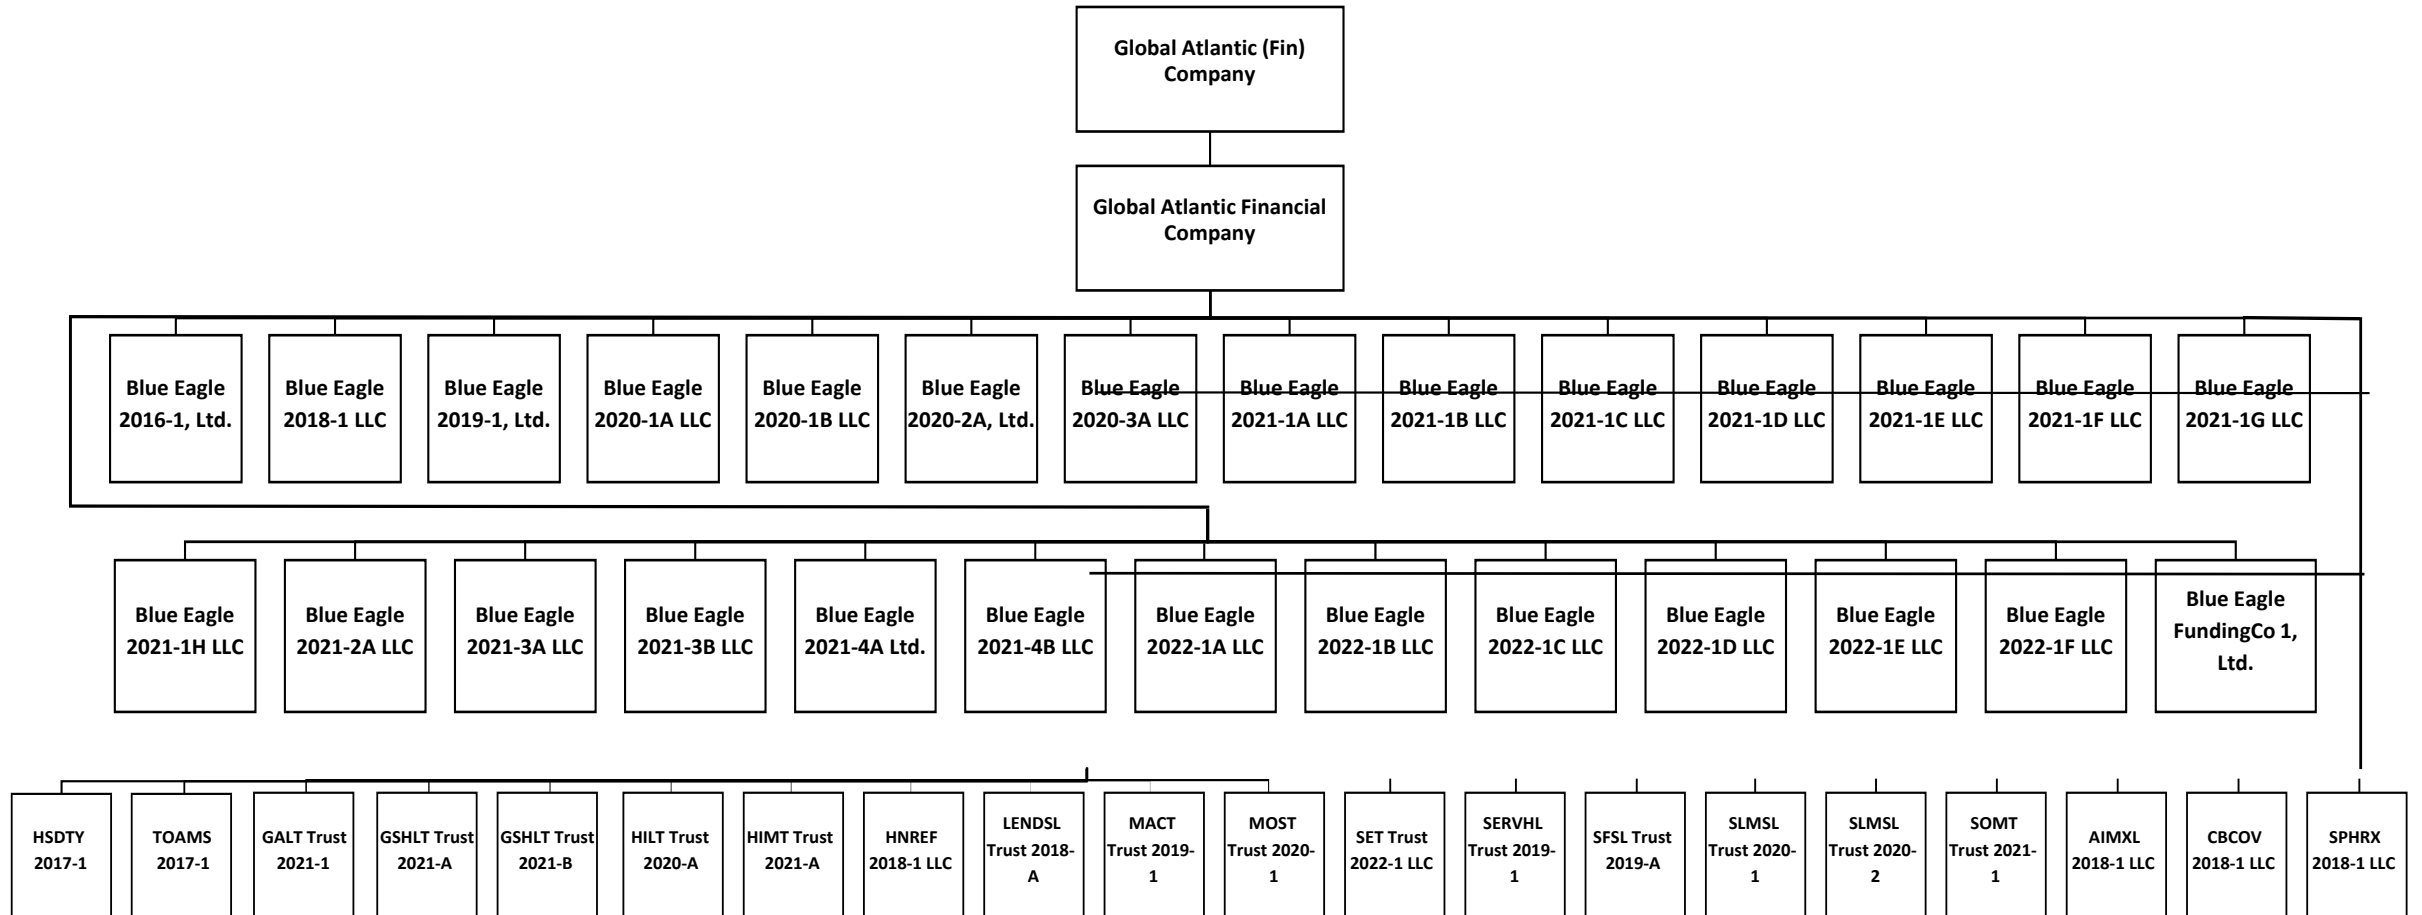 Global Atlantic (Fin)
Company
Global Atlantic Financial
Company
Blue Eagle
2016-1, Ltd.
Blue Eagle
2018-1 LLC
Blue Eagle
2019-1, Ltd.
Blue Eagle
2020-1A LLC
Blue Eagle
2020-1B LLC
Blue Eagle
2020-2A, Ltd.
Blue Eagle
2020-3A LLC
Blue Eagle
2021-1A LLC
Blue Eagle
2021-1B LLC
Blue Eagle
2021-1C LLC
Blue Eagle
2021-1D LLC
Blue Eagle
2021-1E LLC
Blue Eagle
2021-1F LLC
Blue Eagle
2021-1G LLC
Blue Eagle
2021-1H LLC
Blue Eagle
2021-2A LLC
Blue Eagle
2021-3A LLC
Blue Eagle
2021-3B LLC
Blue Eagle
2021-4A Ltd.
Blue Eagle
2021-4B LLC
Blue Eagle
2022-1A LLC
Blue Eagle
2022-1B LLC
Blue Eagle
2022-1C LLC
Blue Eagle
2022-1D LLC
Blue Eagle
2022-1E LLC
Blue Eagle
2022-1F LLC
Blue Eagle
FundingCo 1,
Ltd.
HSDTY
2017-1
TOAMS
2017-1
GALT Trust
2021-1
GSHLT Trust
2021-A
GSHLT Trust
2021-B
HILT Trust
2020-A
HIMT Trust
2021-A
HNREF
2018-1 LLC
LENDSL
Trust 2018-
A
MACT
Trust 2019-
1
MOST
Trust 2020-
1
SET Trust
2022-1 LLC
SERVHL
Trust 2019-
1
SFSL Trust
2019-A
SLMSL
Trust 2020-
1
SLMSL
Trust 2020-
2
SOMT
Trust 2021-
1
AIMXL
2018-1 LLC
CBCOV
2018-1 LLC
SPHRX
2018-1 LLC